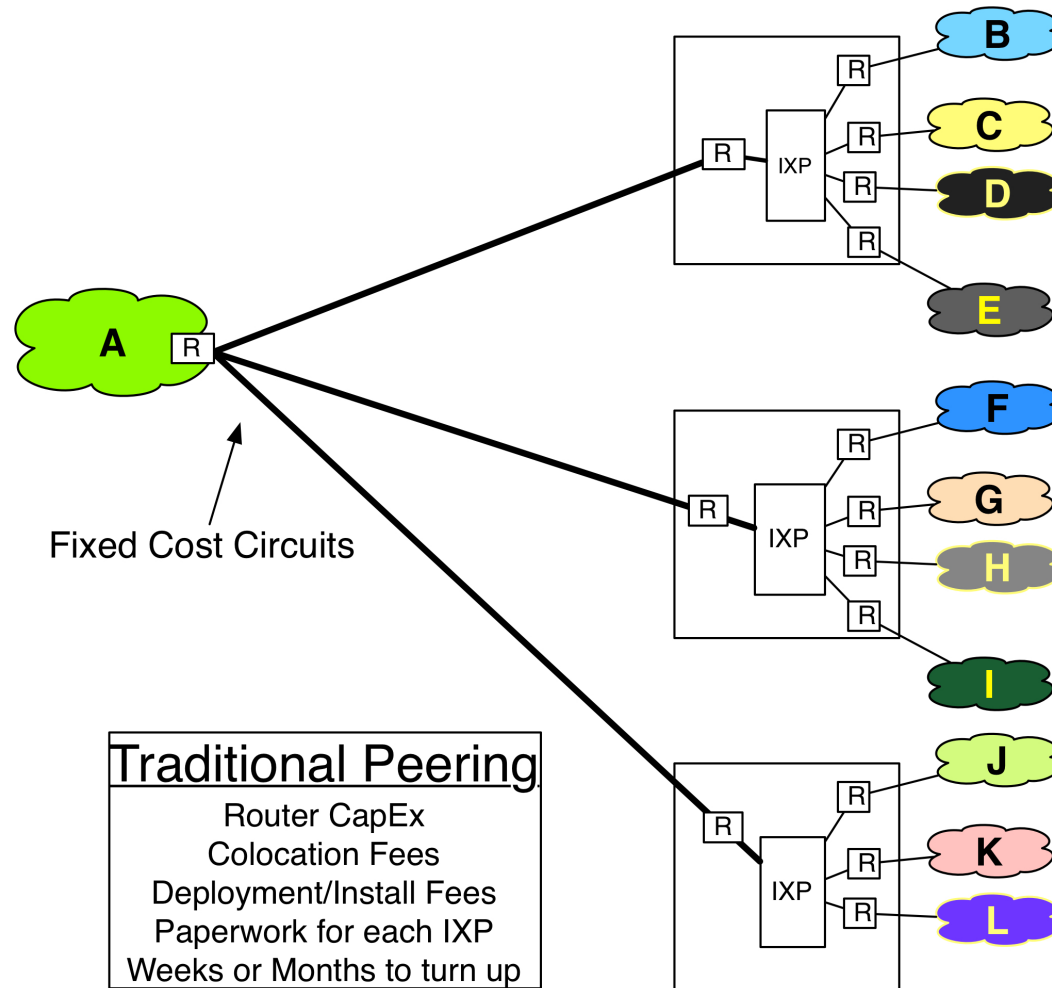 B
R
C
R
R
IXP
R
D
R
E
A
R
F
R
G
R
R
IXP
R
H
R
I
Fixed Cost Circuits
J
R
R
K
R
IXP
R
L
Traditional Peering
Router CapEx
Colocation Fees
Deployment/Install Fees
Paperwork for each IXP
Weeks or Months to turn up